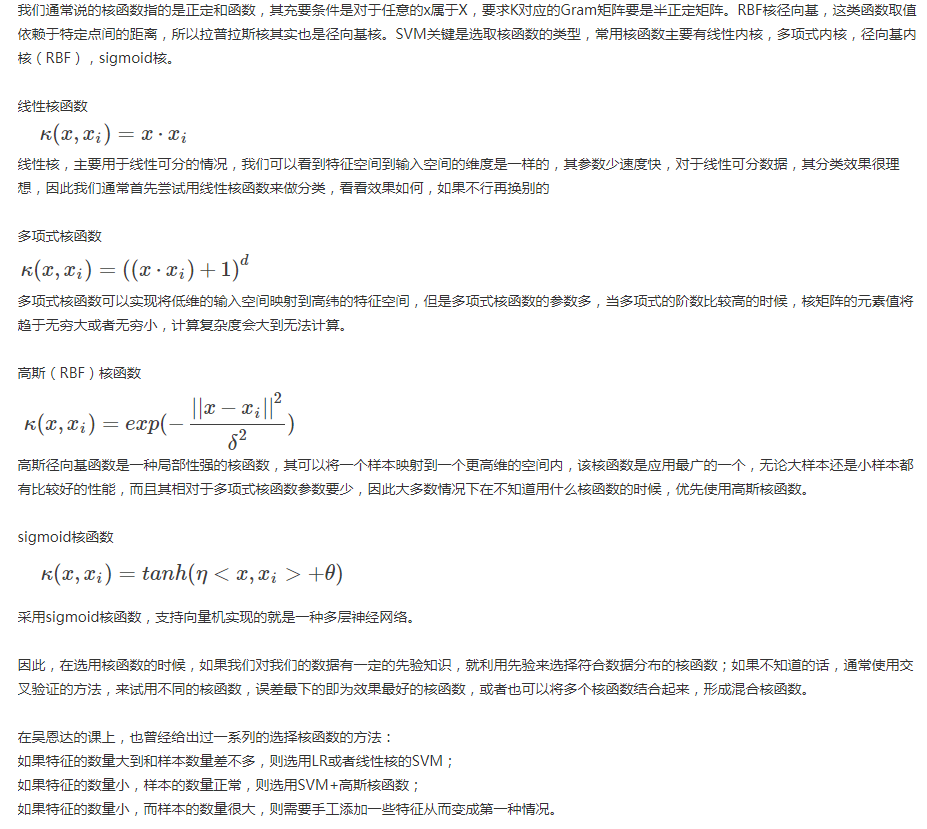 我们通常说的核函数指的是正定和函数，其充要条件是对于任意的x属于X，要求K对应的Gram矩阵要是半正定矩阵。RBF核径向基，这类函数取值
依赖于特定点间的距离，所以拉普拉斯核其实也是径向基核。SVM关键是选取核函数的类型，常用核函数主要有线性内核，多项式内核，径向基内
核（RBF），sigmoid核。
线性核函数
κ(x, x_i) = x · x_i
线性核，主要用于线性可分的情况，我们可以看到特征空间到输入空间的维度是一样的，其参数少速度快，对于线性可分数据，其分类效果很理
想，因此我们通常首先尝试用线性核函数来做分类，看看效果如何，如果不行再换别的
多项式核函数
κ(x, x_i) = ((x · x_i) + 1)^d
多项式核函数可以实现将低维的输入空间映射到高纬的特征空间，但是多项式核函数的参数多，当多项式的阶数比较高的时候，核矩阵的元素值将
趋于无穷大或者无穷小，计算复杂度会大到无法计算。
高斯（RBF）核函数
κ(x, x_i) = exp(−||x − x_i||^2 / δ^2)
高斯径向基函数是一种局部性强的核函数，其可以将一个样本映射到一个更高维的空间内，该核函数是应用最广的一个，无论大样本还是小样本都
有比较好的性能，而且其相对于多项式核函数参数要少，因此大多数情况下在不知道用什么核函数的时候，优先使用高斯核函数。
sigmoid核函数
κ(x, x_i) = tanh(η < x, x_i > +θ)
采用sigmoid核函数，支持向量机实现的就是一种多层神经网络。
因此，在选用核函数的时候，如果我们对我们的数据有一定的先验知识，就利用先验来选择符合数据分布的核函数；如果不知道的话，通常使用交
叉验证的方法，来试用不同的核函数，误差最下的即为效果最好的核函数，或者也可以将多个核函数结合起来，形成混合核函数。
在吴恩达的课上，也曾经给出过一系列的选择核函数的方法：
如果特征的数量大到和样本数量差不多，则选用LR或者线性核的SVM；
如果特征的数量小，样本的数量正常，则选用SVM+高斯核函数；
如果特征的数量小，而样本的数量很大，则需要手工添加一些特征从而变成第一种情况。